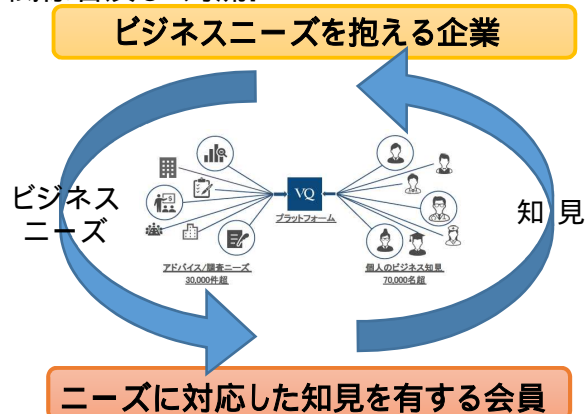 ビジネスニーズを抱える企業
ビジネス
ニーズ
VQ
プラットフォーム
アドバイス/調査ニーズ
30,000件超
個人のビジネス知見
70,000名超
知 見
ニーズに対応した知見を有する会員